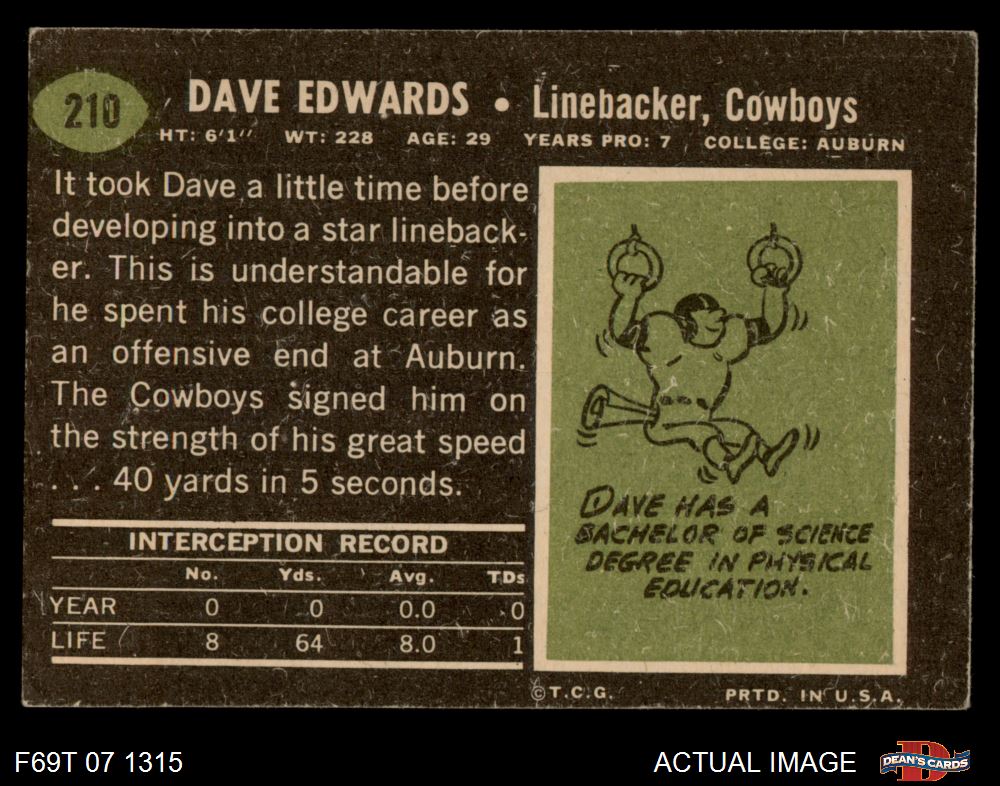 210
DAVE EDWARDS • Linebacker, Cowboys
HT: 6'1" WT: 228 AGE: 29 YEARS PRO: 7 COLLEGE: AUBURN
It took Dave a little time before
developing into a star lineback-
er. This is understandable for
he spent his college career as
an offensive end at Auburn.
The Cowboys signed him on
the strength of his great speed
. . . 40 yards in 5 seconds.
INTERCEPTION RECORD
No. Yds. Avg. TDs
YEAR 0 0 0.0 0
LIFE 8 64 8.0 1
DAVE HAS A
BACHELOR OF SCIENCE
DEGREE IN PHYSICAL
EDUCATION.
©T.C.G. PRTD. IN U.S.A.
F69T 07 1315
ACTUAL IMAGE
D
DEAN'S CARDS